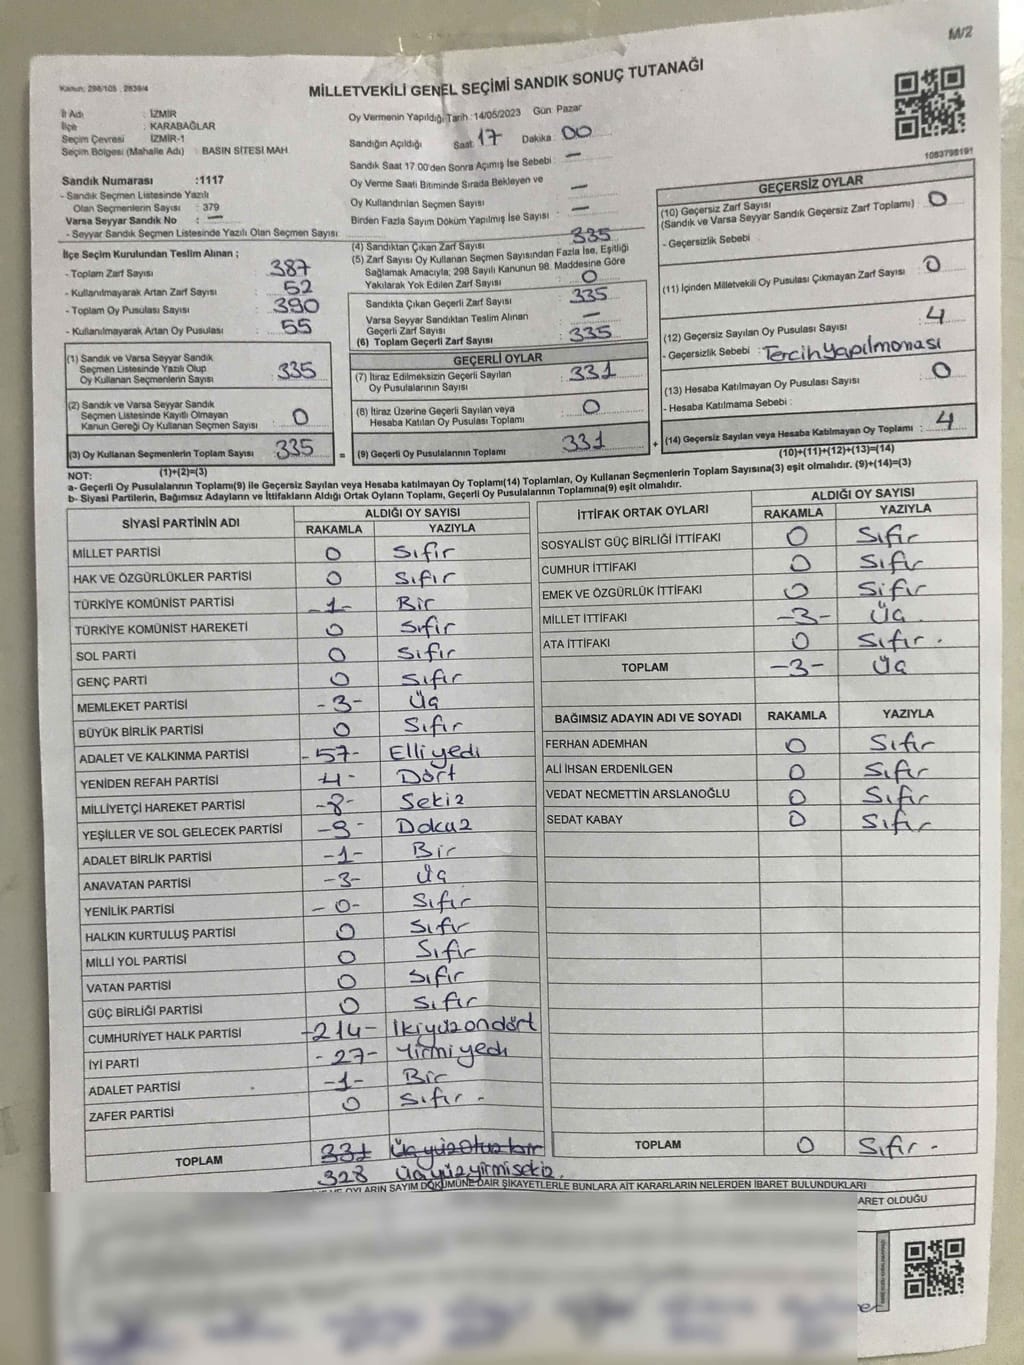 M/2
Kanun: 298/105 , 2839/4
MİLLETVEKİLİ GENEL SEÇİMİ SANDIK SONUÇ TUTANAĞI
İl Adı : İZMİR
İlçe : KARABAĞLAR
Seçim Çevresi : İZMİR-1
Seçim Bölgesi (Mahalle Adı) : BASIN SİTESİ MAH.
Oy Vermenin Yapıldığı Tarih :14/05/2023 Gün: Pazar
Sandığın Açıldığı Saat: 17 Dakika : 00
Sandık Saat 17:00'den Sonra Açımış İse Sebebi : —
Oy Verme Saati Bitiminde Sırada Bekleyen ve
Oy Kullandırılan Seçmen Sayısı : —
Birden Fazla Sayım Döküm Yapılmış İse Sayısı : —
1083798191
Sandık Numarası :1117
- Sandık Seçmen Listesinde Yazılı
Olan Seçmenlerin Sayısı : 379
Varsa Seyyar Sandık No : —
- Seyyar Sandık Seçmen Listesinde Yazılı Olan Seçmen Sayısı:
İlçe Seçim Kurulundan Teslim Alınan ;
- Toplam Zarf Sayısı : 387
- Kullanılmayarak Artan Zarf Sayısı : 52
- Toplam Oy Pusulası Sayısı : 390
- Kullanılmayarak Artan Oy Pusulası : 55
(1) Sandık ve Varsa Seyyar Sandık
Seçmen Listesinde Yazılı Olup
Oy Kullanan Seçmenlerin Sayısı : 335
(2) Sandık ve Varsa Seyyar Sandık
Seçmen Listesinde Kayıtlı Olmayan
Kanun Gereği Oy Kullanan Seçmen Sayısı : 0
(3) Oy Kullanan Seçmenlerin Toplam Sayısı : 335
(1)+(2)=(3)
(4) Sandıktan Çıkan Zarf Sayısı : 335
(5) Zarf Sayısı Oy Kullanan Seçmen Sayısından Fazla İse, Eşitliği
Sağlamak Amacıyla; 298 Sayılı Kanunun 98. Maddesine Göre
Yakılarak Yok Edilen Zarf Sayısı : 0
Sandıkta Çıkan Geçerli Zarf Sayısı : 335
Varsa Seyyar Sandıktan Teslim Alınan
Geçerli Zarf Sayısı : —
(6) Toplam Geçerli Zarf Sayısı : 335
=
GEÇERLİ OYLAR
(7) İtiraz Edilmeksizin Geçerli Sayılan
Oy Pusulalarının Sayısı : 331
(8) İtiraz Üzerine Geçerli Sayılan veya
Hesaba Katılan Oy Pusulası Toplamı : 0
(9) Geçerli Oy Pusulalarının Toplamı : 331
+
GEÇERSİZ OYLAR
(10) Geçersiz Zarf Sayısı : 0
(Sandık ve Varsa Seyyar Sandık Geçersiz Zarf Toplamı)
- Geçersizlik Sebebi :
(11) İçinden Milletvekili Oy Pusulası Çıkmayan Zarf Sayısı : 0
(12) Geçersiz Sayılan Oy Pusulası Sayısı : 4
- Geçersizlik Sebebi : Tercih Yapılmaması
(13) Hesaba Katılmayan Oy Pusulası Sayısı : 0
- Hesaba Katılmama Sebebi :
(14) Geçersiz Sayılan veya Hesaba Katılmayan Oy Toplamı : 4
(10)+(11)+(12)+(13)=(14)
NOT:
a- Geçerli Oy Pusulalarının Toplamı(9) ile Geçersiz Sayılan veya Hesaba katılmayan Oy Toplamı(14) Toplamları, Oy Kullanan Seçmenlerin Toplam Sayısına(3) eşit olmalıdır. (9)+(14)=(3)
b- Siyasi Partilerin, Bağımsız Adayların ve İttifakların Aldığı Ortak Oyların Toplamı, Geçerli Oy Pusulalarının Toplamına(9) eşit olmalıdır.
SİYASİ PARTİNİN ADI ALDIĞI OY SAYISI
RAKAMLA YAZIYLA
MİLLET PARTİSİ 0 Sıfır
HAK VE ÖZGÜRLÜKLER PARTİSİ 0 Sıfır
TÜRKİYE KOMÜNİST PARTİSİ -1- Bir
TÜRKİYE KOMÜNİST HAREKETİ 0 Sıfır
SOL PARTİ 0 Sıfır
GENÇ PARTİ 0 Sıfır
MEMLEKET PARTİSİ -3- Üç
BÜYÜK BİRLİK PARTİSİ 0 Sıfır
ADALET VE KALKINMA PARTİSİ -57- Elli yedi
YENİDEN REFAH PARTİSİ -4- Dört
MİLLİYETÇİ HAREKET PARTİSİ -8- Sekiz
YEŞİLLER VE SOL GELECEK PARTİSİ -9- Dokuz
ADALET BİRLİK PARTİSİ -1- Bir
ANAVATAN PARTİSİ -3- Üç
YENİLİK PARTİSİ -0- Sıfır
HALKIN KURTULUŞ PARTİSİ 0 Sıfır
MİLLİ YOL PARTİSİ 0 Sıfır
VATAN PARTİSİ 0 Sıfır
GÜÇ BİRLİĞİ PARTİSİ 0 Sıfır
CUMHURİYET HALK PARTİSİ -214- İkiyüzondört
İYİ PARTİ -27- Yirmiyedi
ADALET PARTİSİ -1- Bir
ZAFER PARTİSİ 0 Sıfır -
TOPLAM 331 Üçyüzotuzbir
328 Üçyüzyirmisekiz.
İTTİFAK ORTAK OYLARI ALDIĞI OY SAYISI
RAKAMLA YAZIYLA
SOSYALİST GÜÇ BİRLİĞİ İTTİFAKI 0 Sıfır
CUMHUR İTTİFAKI 0 Sıfır
EMEK VE ÖZGÜRLÜK İTTİFAKI 0 Sıfır
MİLLET İTTİFAKI -3- Üç
ATA İTTİFAKI 0 Sıfır -
TOPLAM -3- Üç
BAĞIMSIZ ADAYIN ADI VE SOYADI RAKAMLA YAZIYLA
FERHAN ADEMHAN 0 Sıfır
ALİ İHSAN ERDENİLGEN 0 Sıfır
VEDAT NECMETTİN ARSLANOĞLU 0 Sıfır
SEDAT KABAY 0 Sıfır
TOPLAM 0 Sıfır -
OYLARIN SAYIM DÖKÜMÜNE DAİR ŞİKAYETLERLE BUNLARA AİT KARARLARIN NELERDEN İBARET BULUNDUKLARI
ARET OLDUĞU